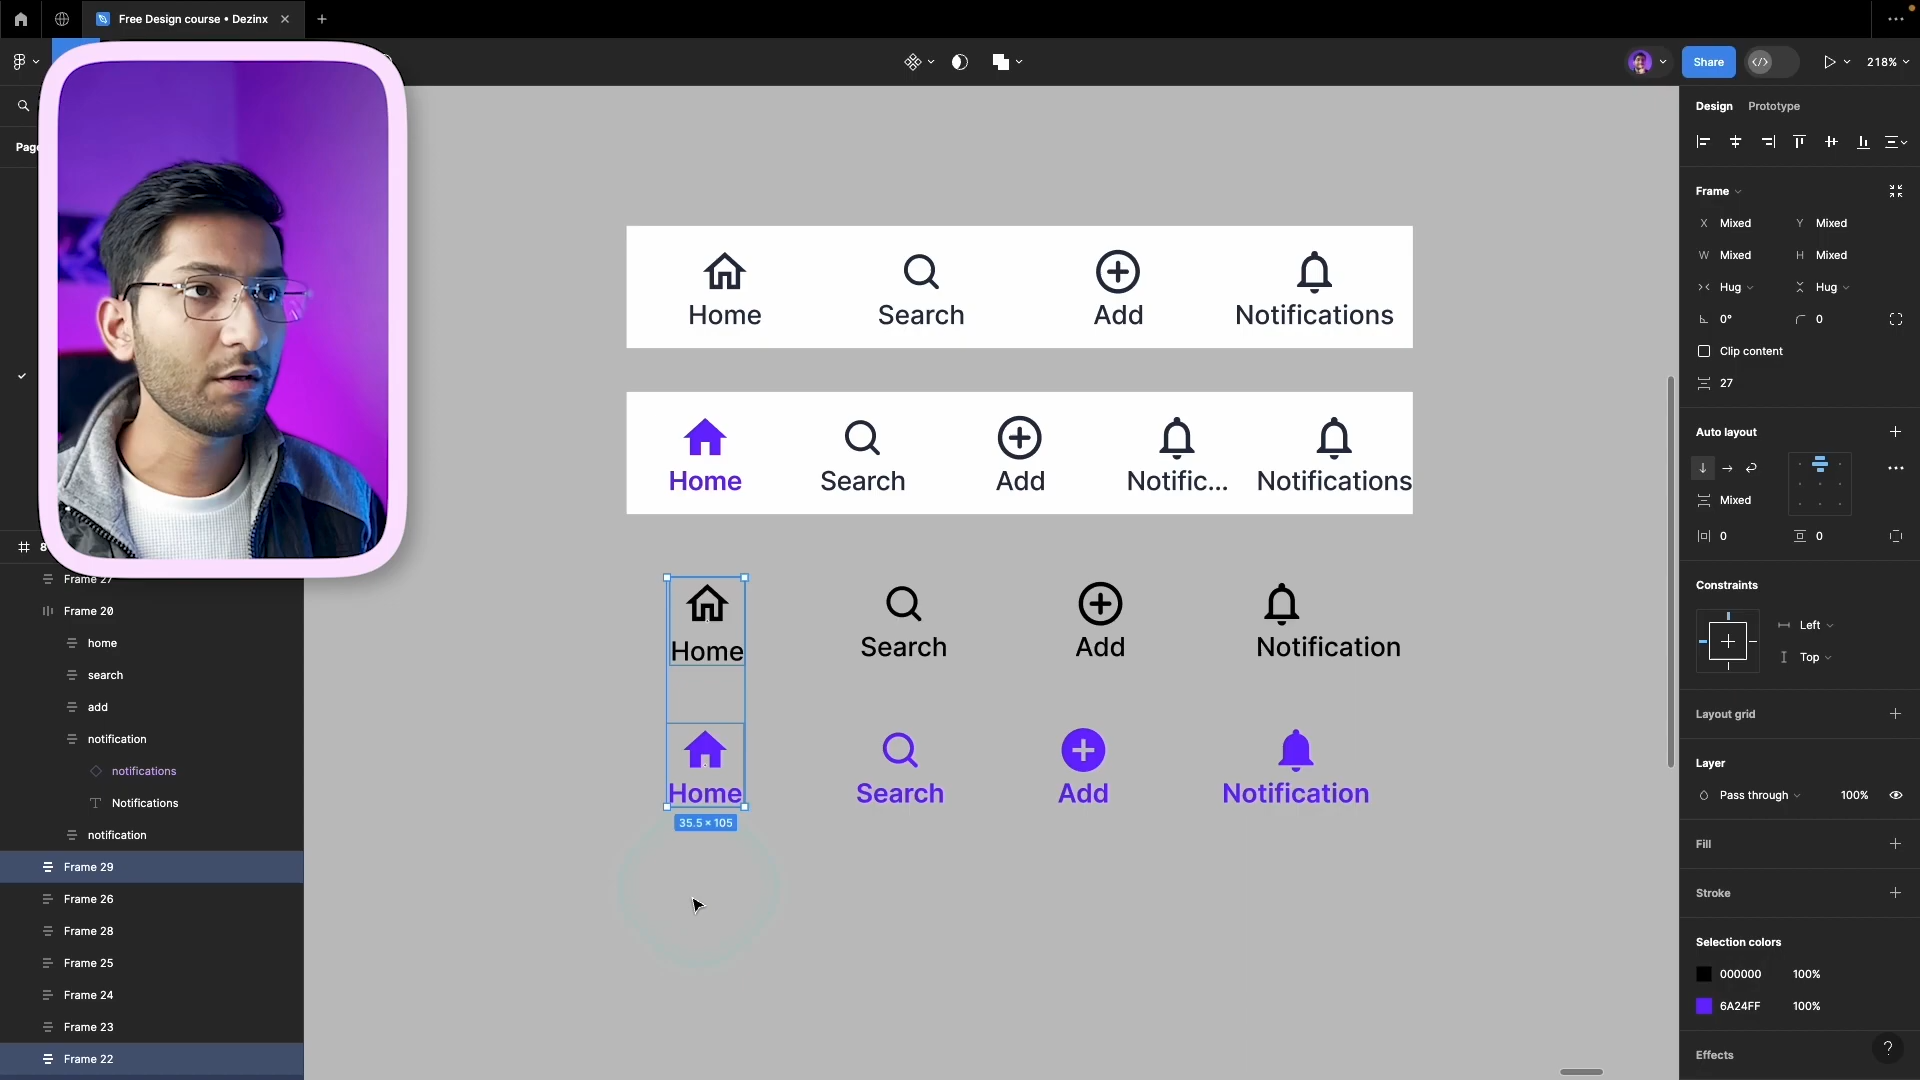 Free Design course • Dezinx
Share
218%
Page
Design
Prototype
Frame
X Mixed
Y Mixed
W Mixed
H Mixed
Hug
Hug
0°
0
Clip content
27
Auto layout
Mixed
0
0
Constraints
Left
Top
Layout grid
Layer
Pass through
100%
Fill
Stroke
Selection colors
000000
100%
6A24FF
100%
Effects
?
Home
Search
Add
Notifications
Home
Search
Add
Notific...
Notifications
Home
Search
Add
Notification
Home
Search
Add
Notification
35.5 × 105
8
Frame 27
Frame 20
home
search
add
notification
notifications
Notifications
notification
Frame 29
Frame 26
Frame 28
Frame 25
Frame 24
Frame 23
Frame 22